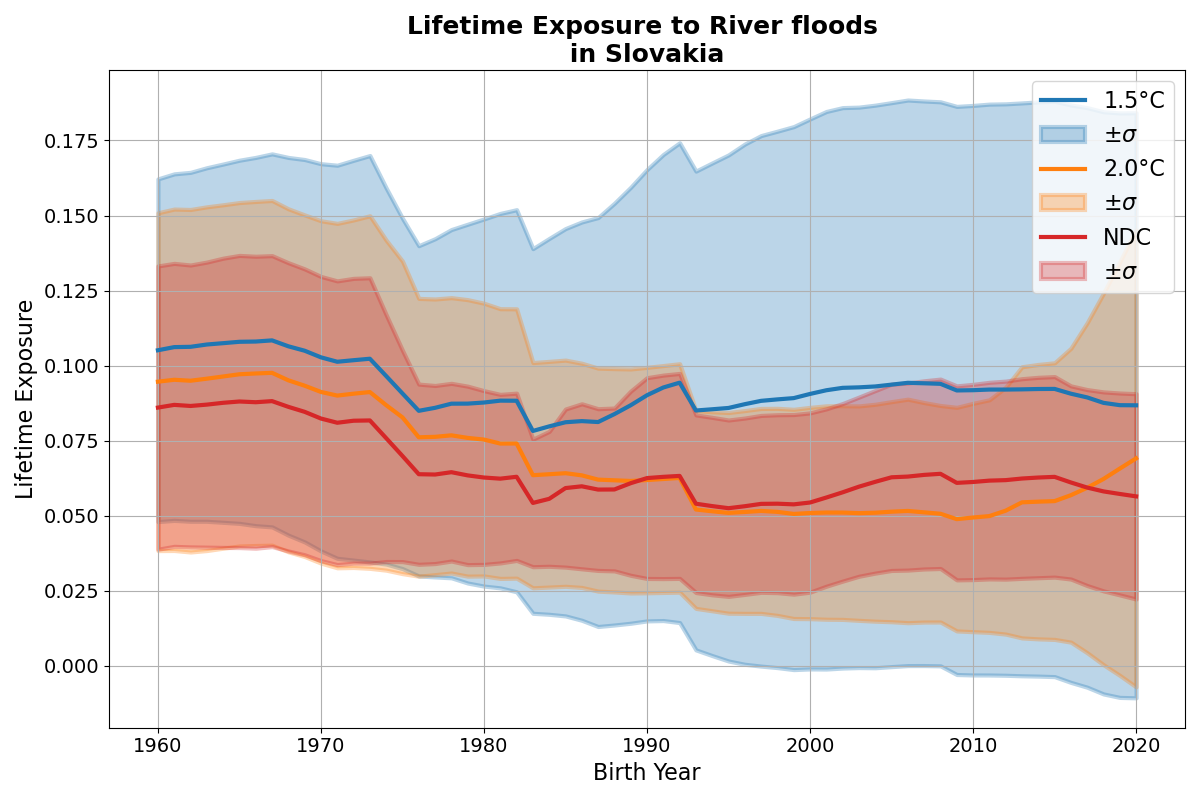 Lifetime Exposure to River floods
in Slovakia
1.5°C
±σ
2.0°C
±σ
NDC
±σ
Lifetime Exposure
0.175
0.150
0.125
0.100
0.075
0.050
0.025
0.000
1960 1970 1980 1990 2000 2010 2020
Birth Year